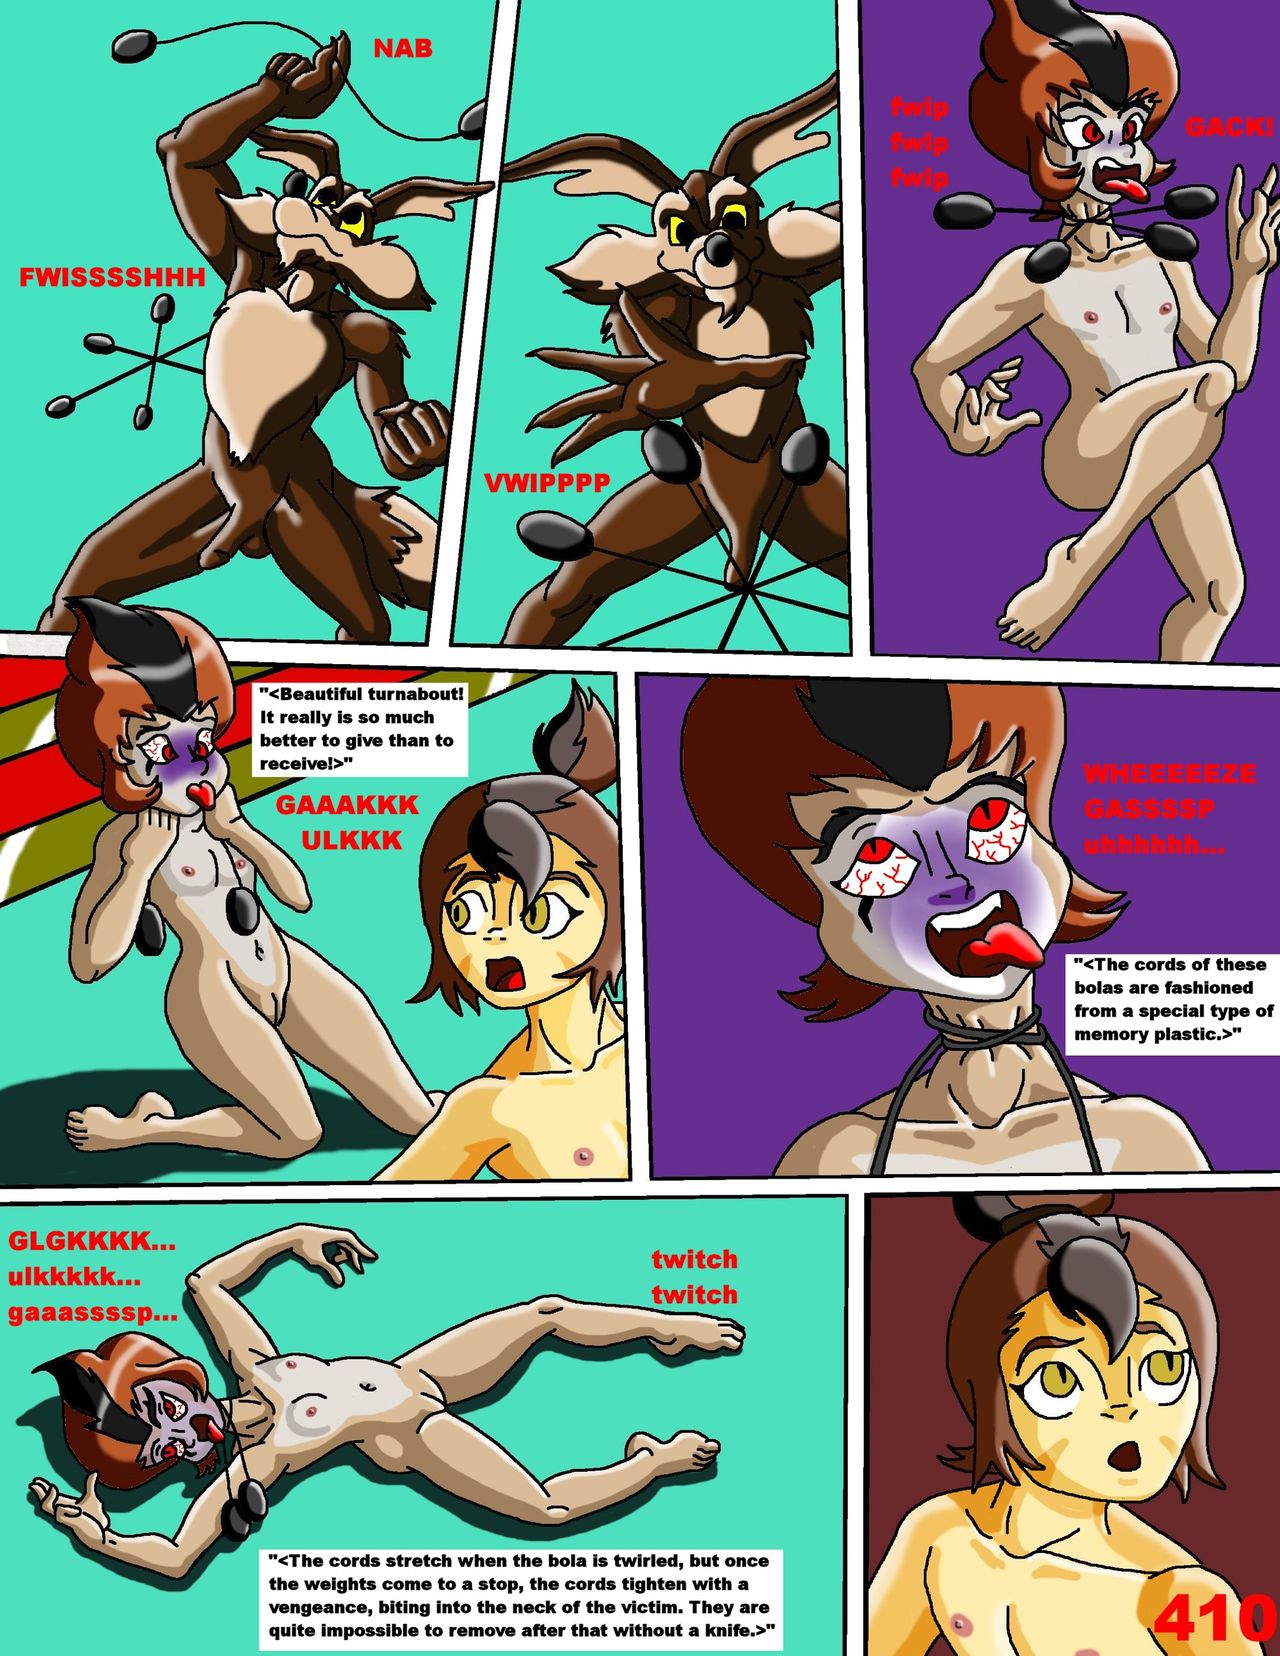 NAB
FWISSSSHHH
VWIPPPP
fwip
fwip
fwip
GACK!
"<Beautiful turnabout!
It really is so much
better to give than to
receive!>"
GAAAKKK
ULKKK
WHEEEEEZE
GASSSSP
uhhhhhh...
"<The cords of these
bolas are fashioned
from a special type of
memory plastic.>"
GLGKKKK...
ulkkkkk...
gaaasssssp...
twitch
twitch
"<The cords stretch when the bola is twirled, but once
the weights come to a stop, the cords tighten with a
vengeance, biting into the neck of the victim. They are
quite impossible to remove after that without a knife.>"
410